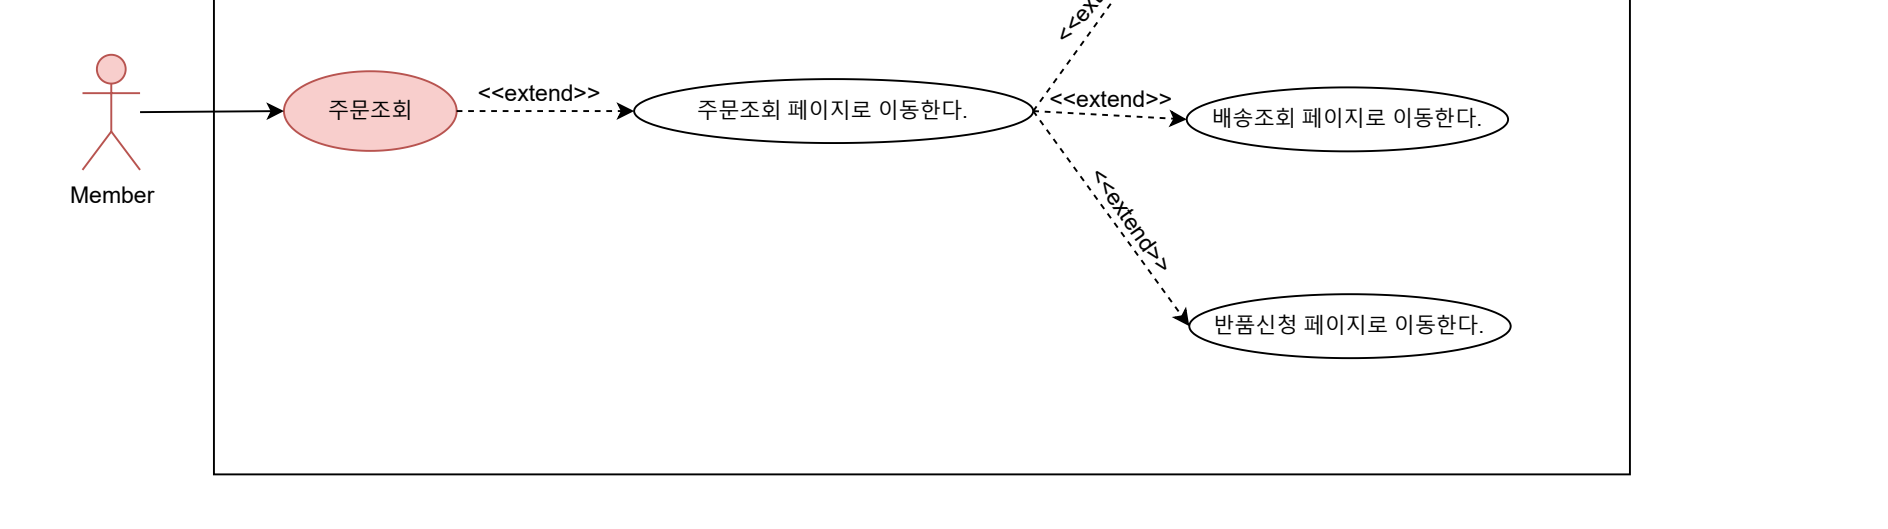 <<ext
주문조회
<<extend>>
주문조회 페이지로 이동한다.
<<extend>>
배송조회 페이지로 이동한다.
Member
<<extend>>
반품신청 페이지로 이동한다.